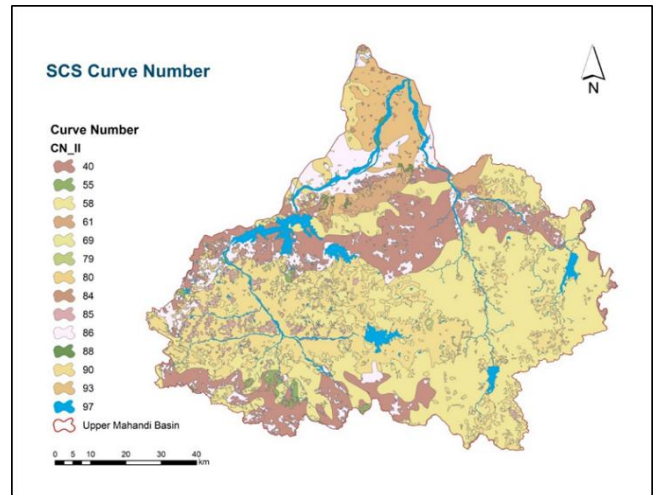 SCS Curve Number
N
Curve Number
CN_II
40
55
58
61
69
79
80
84
85
86
88
90
93
97
Upper Mahandi Basin
0 5 10 20 30 40
km